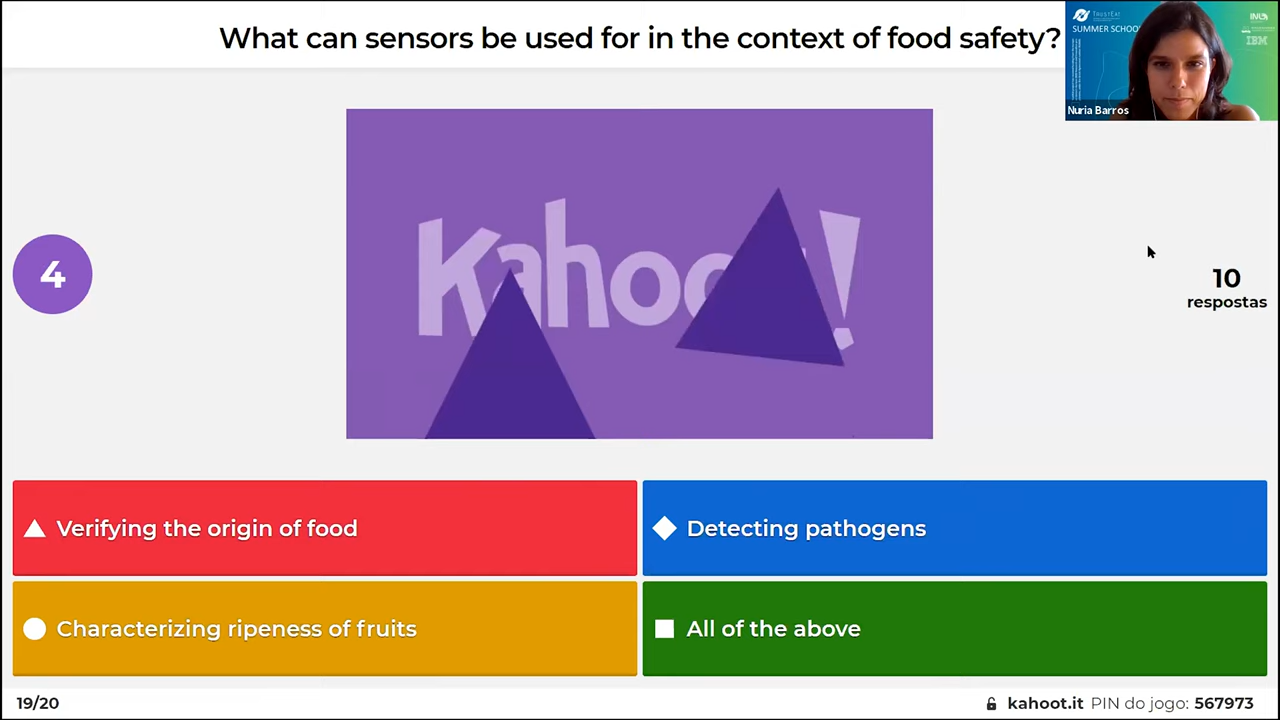 What can sensors be used for in the context of food safety?
TRUSTEAT
SUMMER SCHOOL
IBM
Nuria Barros
Kahoot!
4
10
respostas
Verifying the origin of food
Detecting pathogens
Characterizing ripeness of fruits
All of the above
19/20
kahoot.it PIN do jogo: 567973